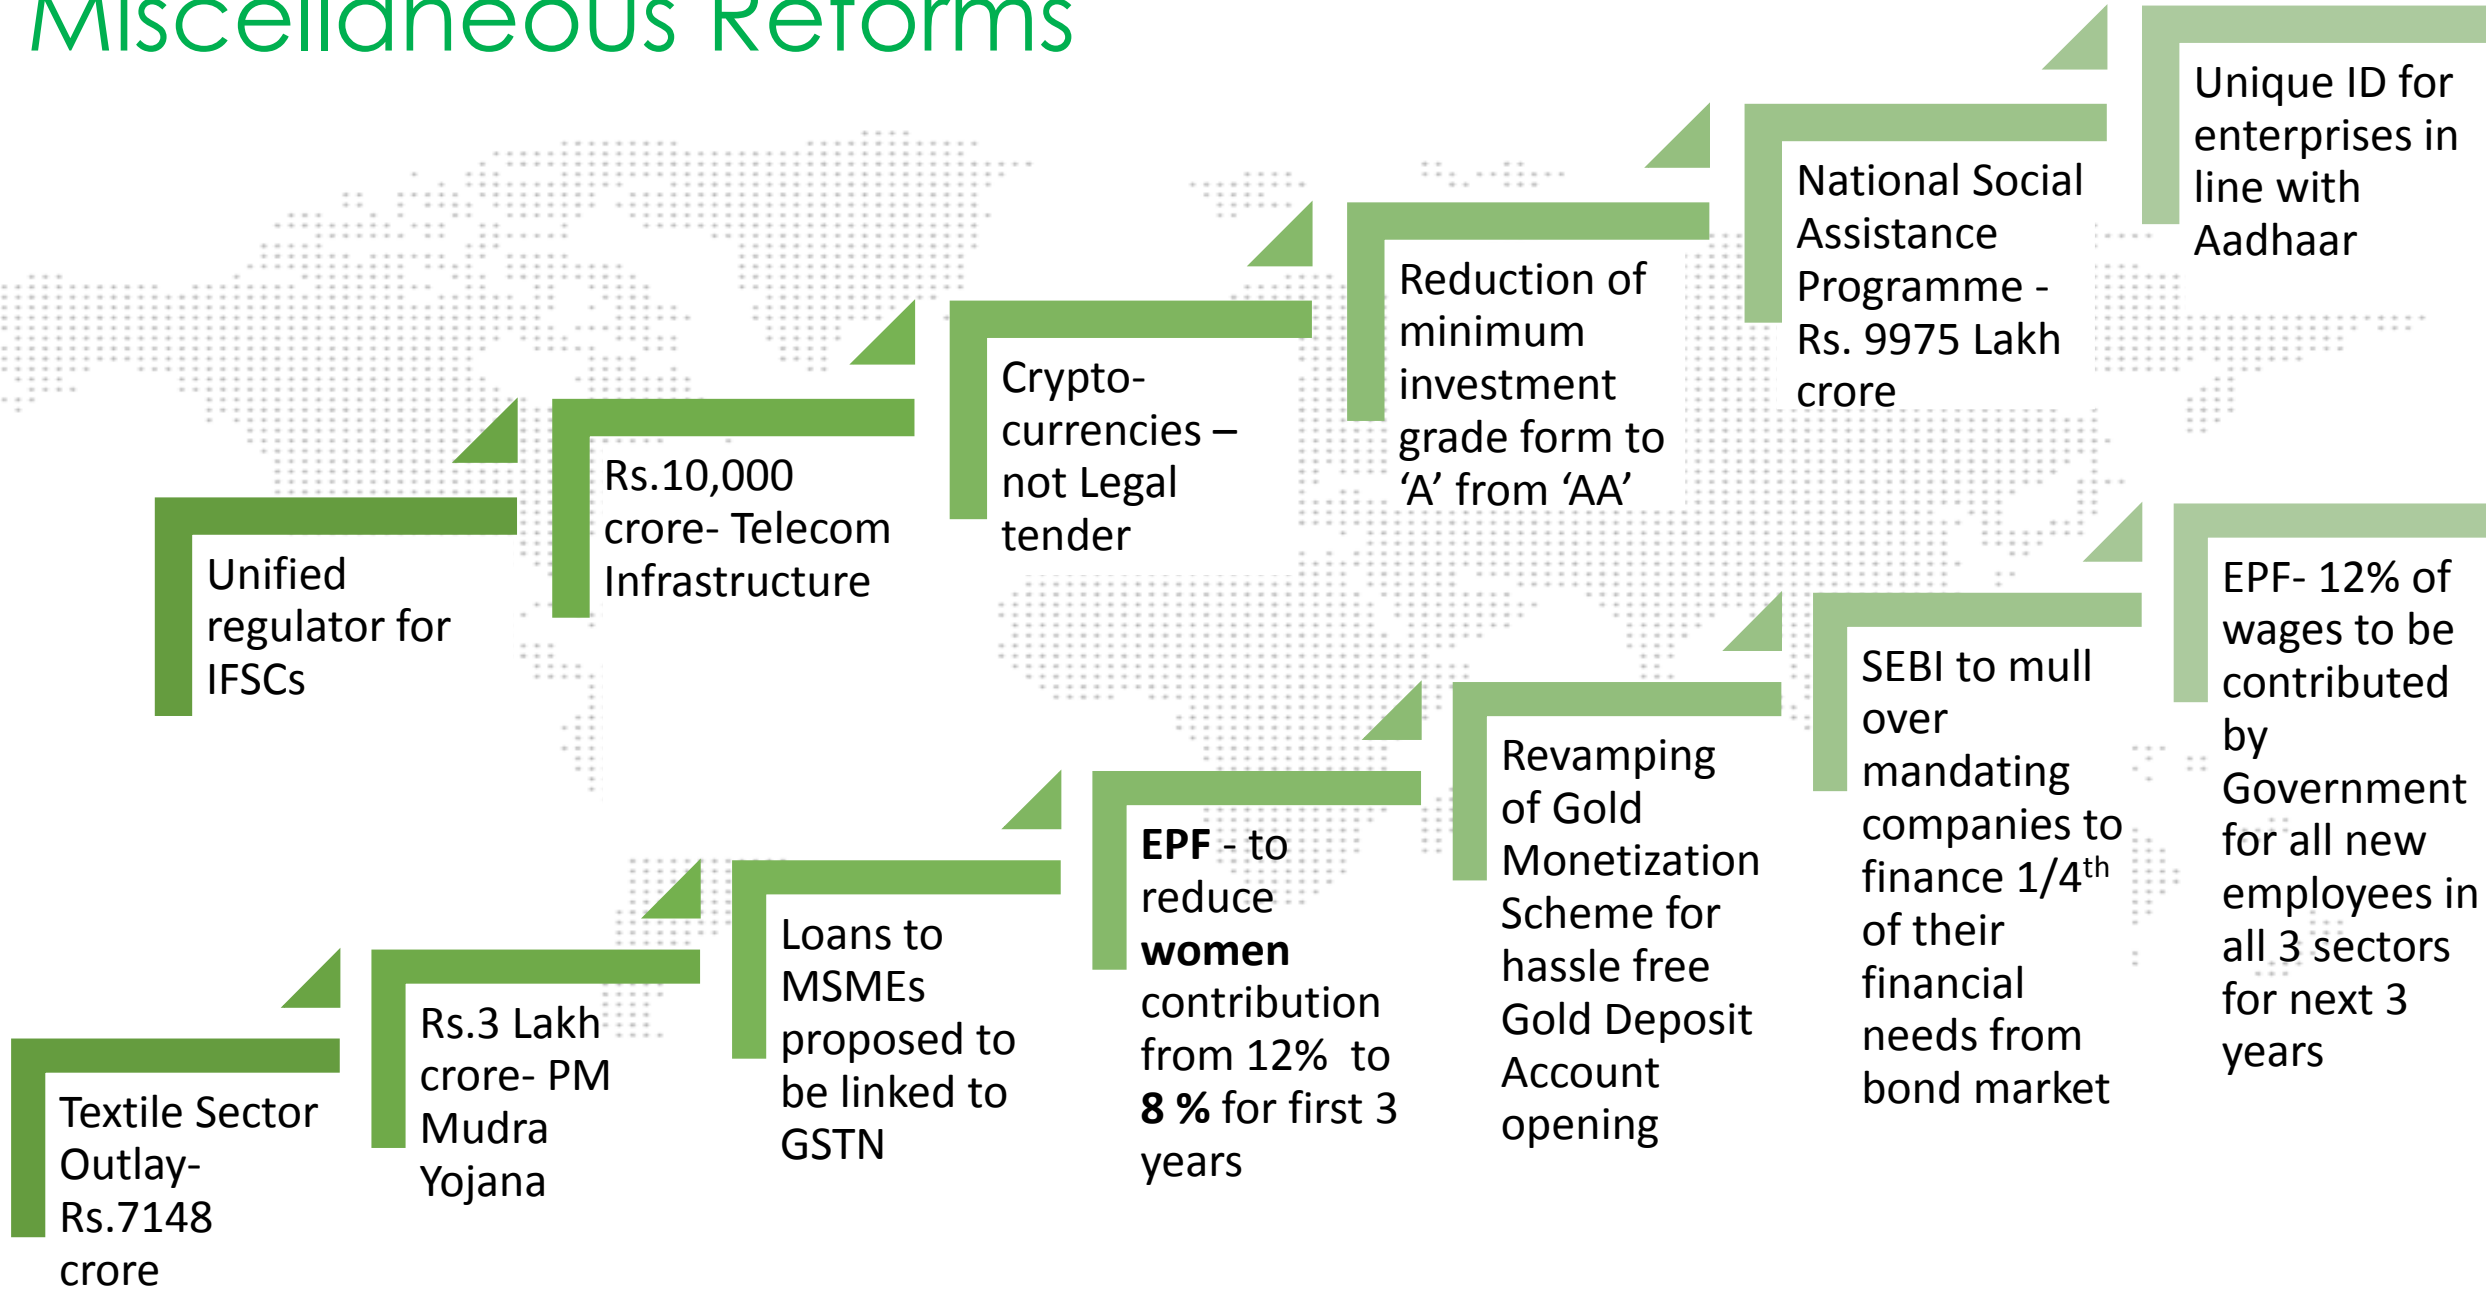 Miscellaneous Reforms
Unified
regulator for
IFSCs
Rs.10,000
crore- Telecom
Infrastructure
Crypto-
currencies –
not Legal
tender
Reduction of
minimum
investment
grade form to
‘A’ from ‘AA’
National Social
Assistance
Programme -
Rs. 9975 Lakh
crore
Unique ID for
enterprises in
line with
Aadhaar
Textile Sector
Outlay-
Rs.7148
crore
Rs.3 Lakh
crore- PM
Mudra
Yojana
Loans to
MSMEs
proposed to
be linked to
GSTN
EPF - to
reduce
women
contribution
from 12%  to
8 % for first 3
years
Revamping
of Gold
Monetization
Scheme for
hassle free
Gold Deposit
Account
opening
SEBI to mull
over
mandating
companies to
finance 1/4th
of their
financial
needs from
bond market
EPF- 12% of
wages to be
contributed
by
Government
for all new
employees in
all 3 sectors
for next 3
years